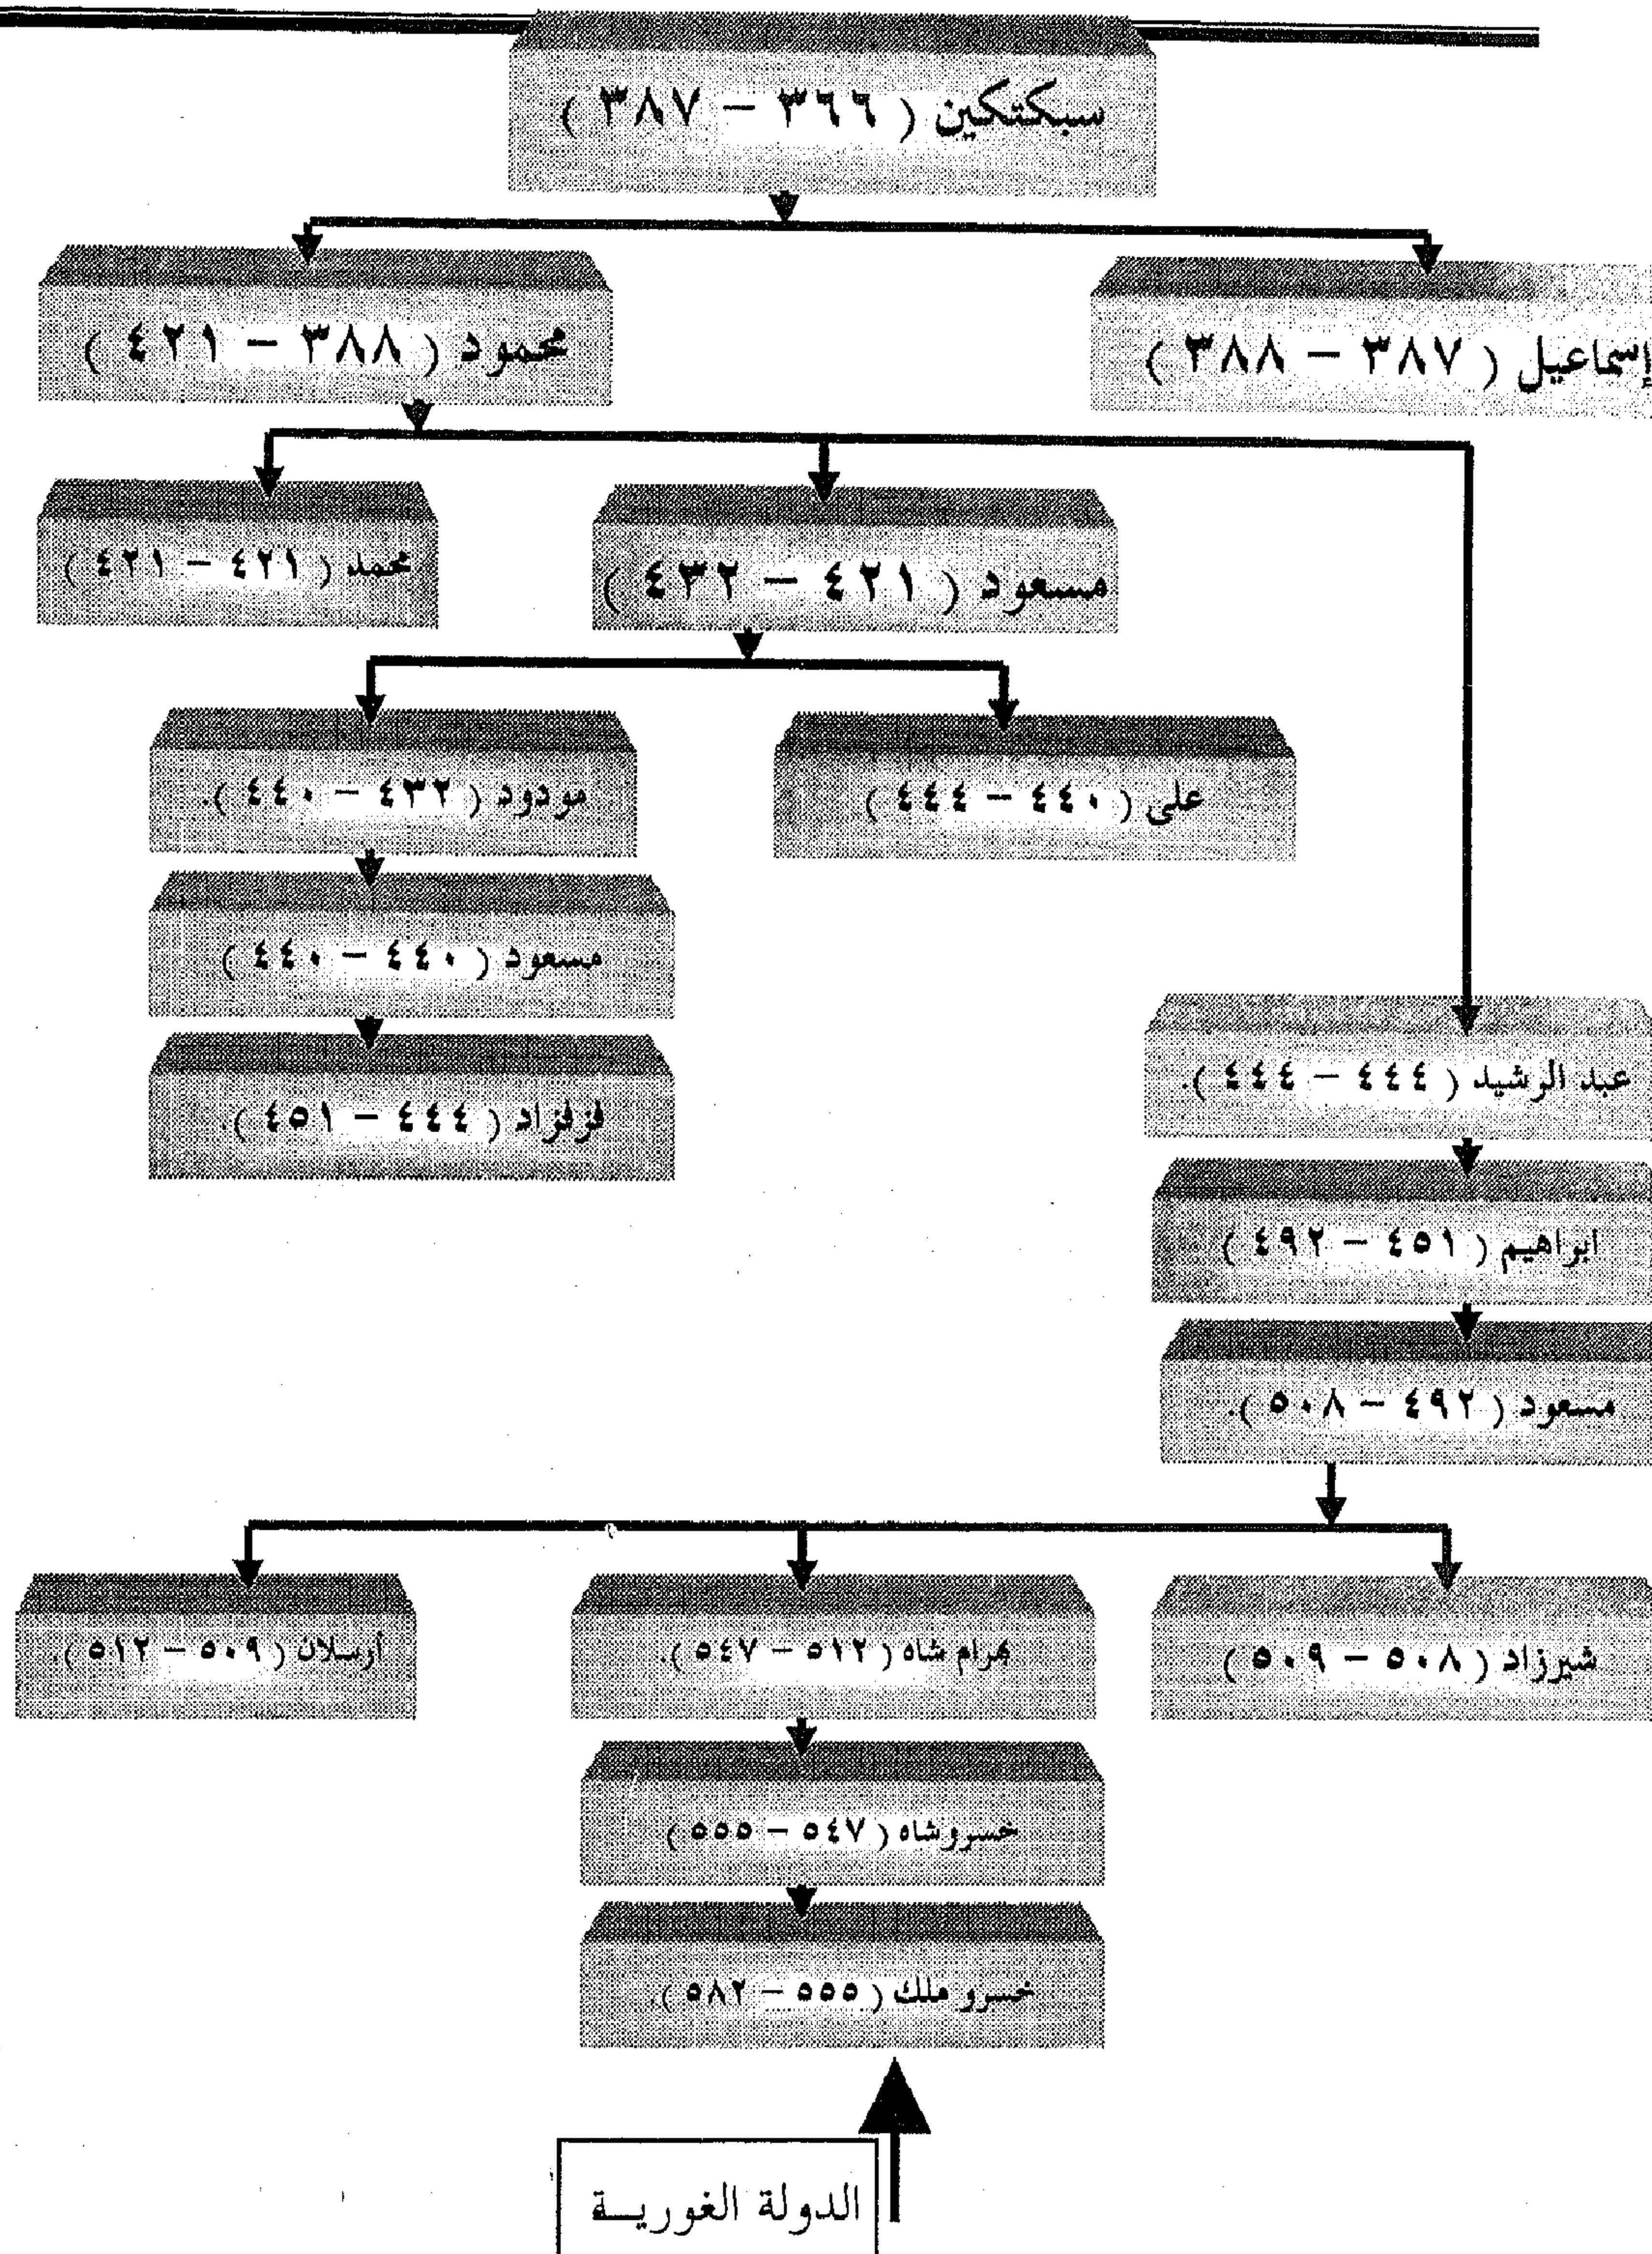 سبكتكين ( ٣٦٦ – ٣٨٧ )
إسماعيل ( ٣٨٧ – ٣٨٨ )
محمود ( ٣٨٨ – ٤٢١ )
مسعود ( ٤٢١ – ٤٣٢ )
محمد ( ٤٢١ – ٤٢١ )
على ( ٤٤٠ – ٤٤٤ )
مودود ( ٤٣٢ – ٤٤٠ ).
مسعود ( ٤٤٠ – ٤٤٠ )
فزفزاد ( ٤٤٤ – ٤٥١ ).
عبد الرشيد ( ٤٤٤ – ٤٤٤ ).
ابراهيم ( ٤٥١ – ٤٩٢ )
مسعود ( ٤٩٢ – ٥٠٨ ).
شيرزاد ( ٥٠٨ – ٥٠٩ )
بهرام شاه ( ٥١٢ – ٥٤٧ ).
أرسلان ( ٥٠٩ – ٥١٢ ).
خسروشاه ( ٥٤٧ – ٥٥٥ )
خسرو ملك ( ٥٥٥ – ٥٨٢ ).
الدولة الغوريــة